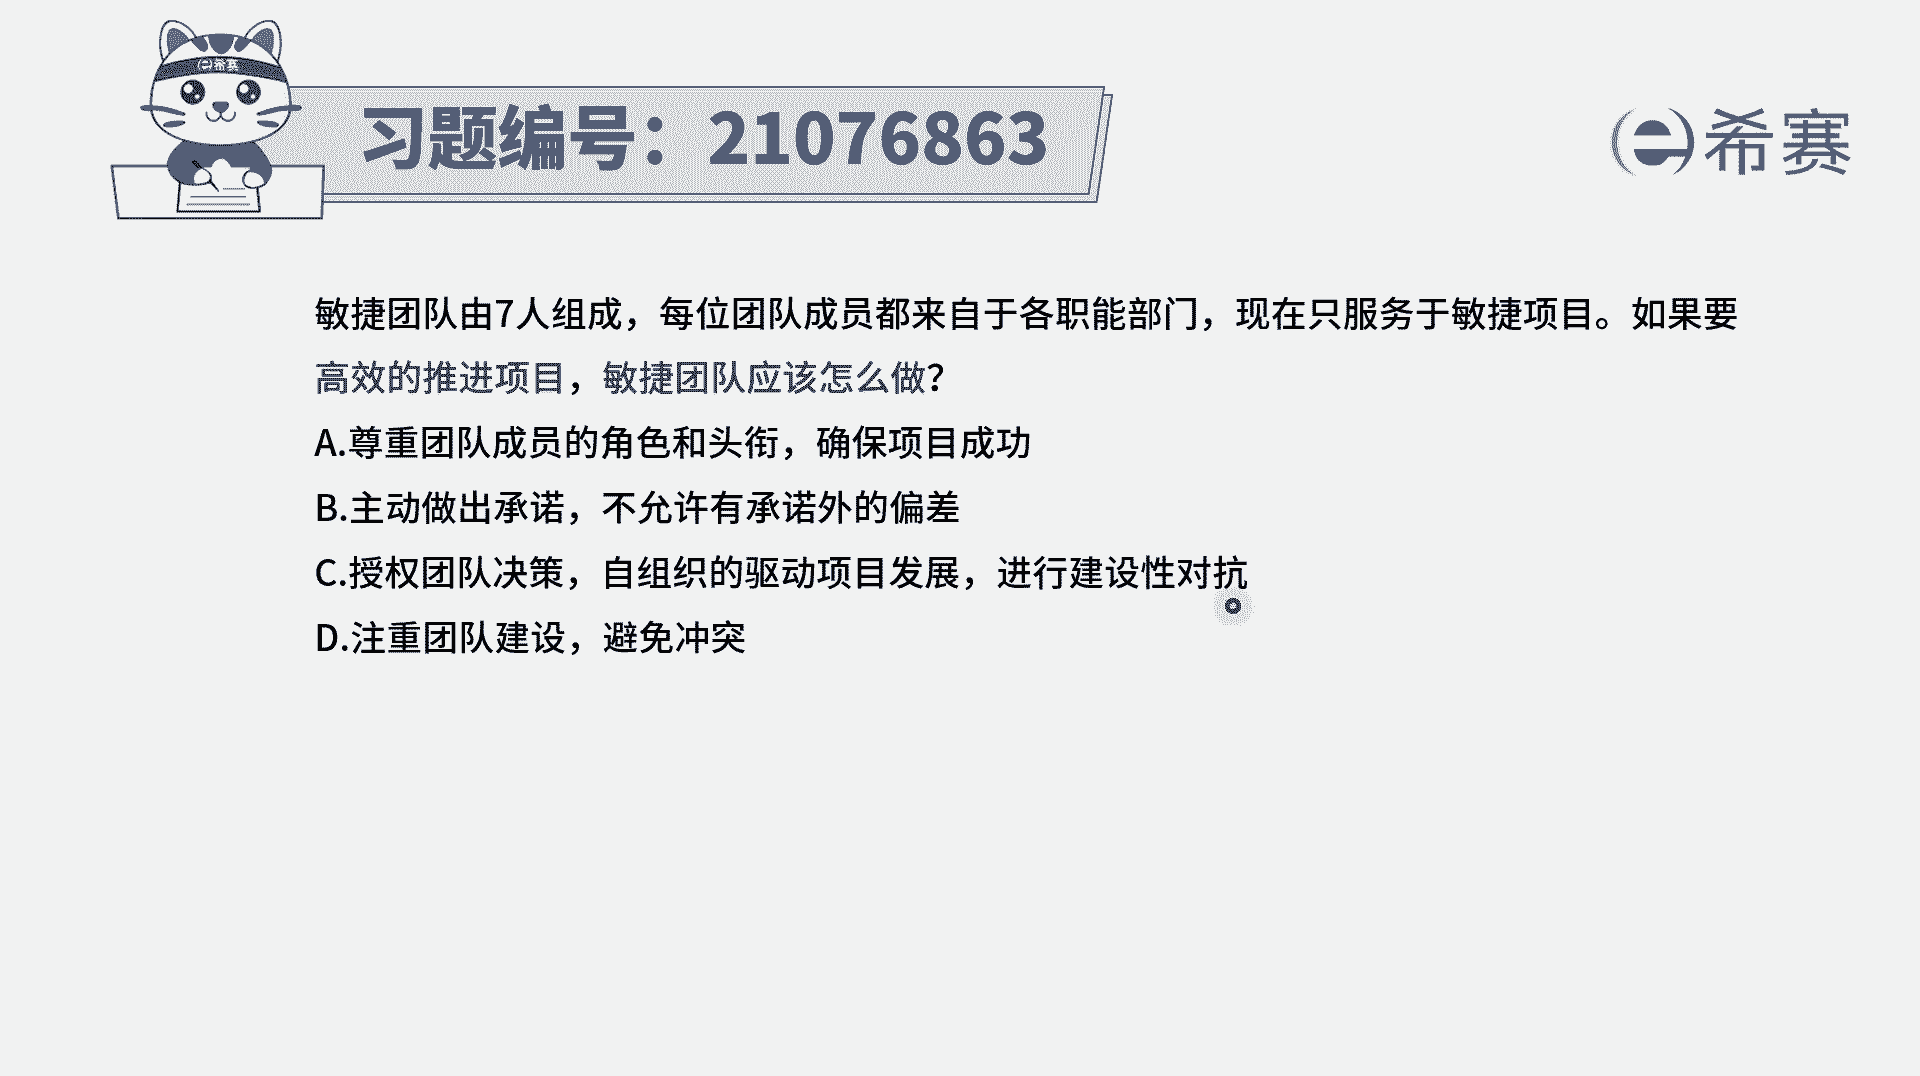 希赛
习题编号：21076863
希赛
敏捷团队由7人组成，每位团队成员都来自于各职能部门，现在只服务于敏捷项目。如果要
高效的推进项目，敏捷团队应该怎么做？
A.尊重团队成员的角色和头衔，确保项目成功
B.主动做出承诺，不允许有承诺外的偏差
C.授权团队决策，自组织的驱动项目发展，进行建设性对抗
D.注重团队建设，避免冲突